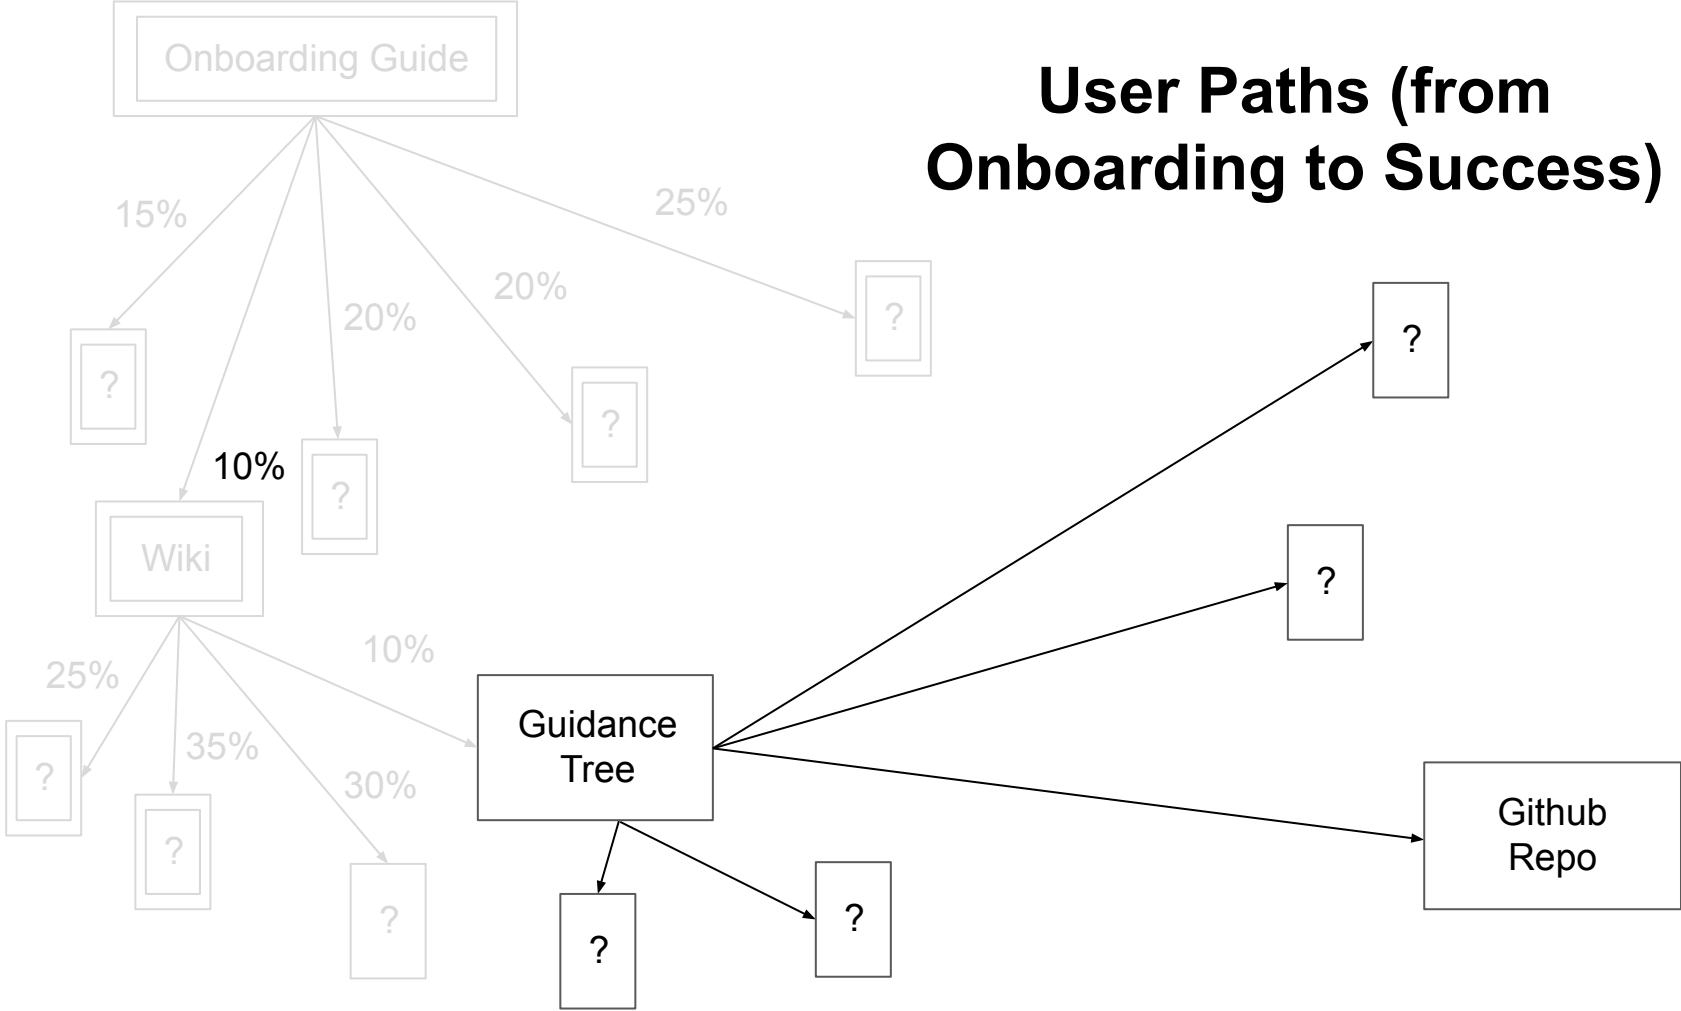 Onboarding Guide
User Paths (from
Onboarding to Success)
15%
25%
20%
20%
?
?
?
?
10%
?
Wiki
?
10%
25%
Guidance
Tree
35%
30%
?
?
?
Github
Repo
?
?